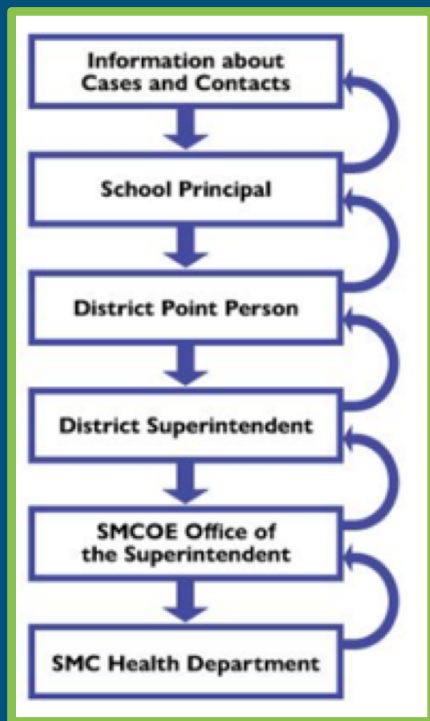 Information about
Cases and Contacts
School Principal
District Point Person
District Superintendent
SMCOE Office of
the Superintendent
SMC Health Department